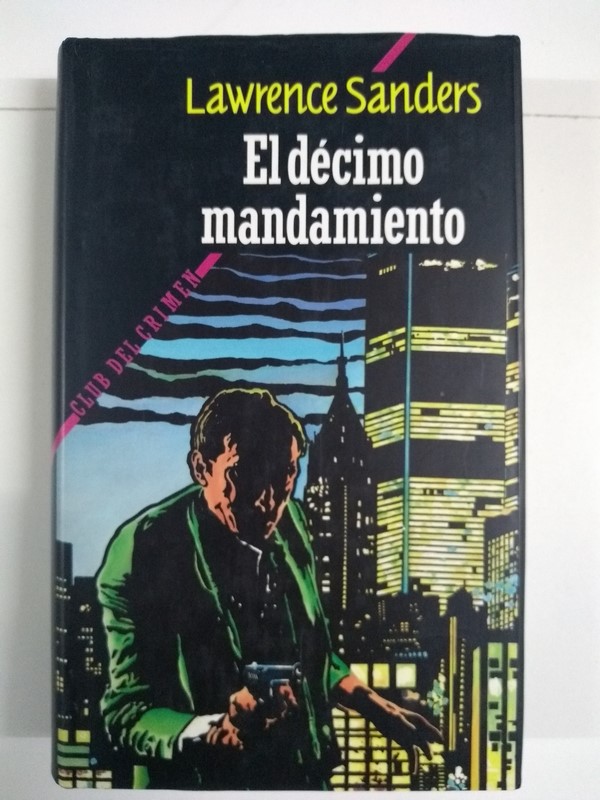 Lawrence Sanders
El décimo
mandamiento
CLUB DEL CRIMEN